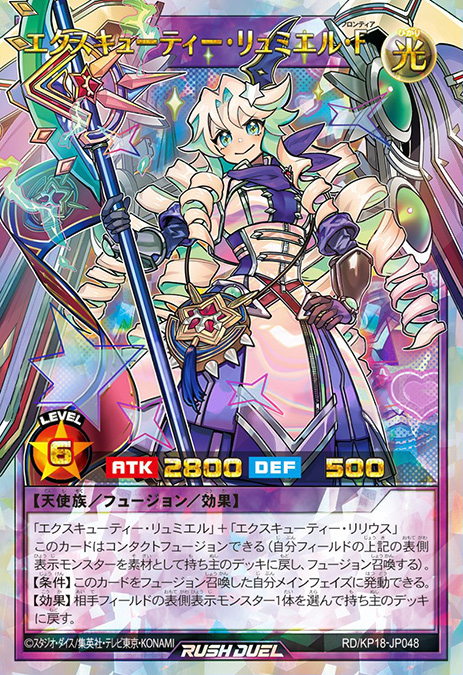 フロンティア
エクスキューティー・リュミエル・F
ひかり
光
LEVEL
6
ATK 2800 DEF 500
【天使族／フュージョン／効果】
「エクスキューティー・リュミエル」＋「エクスキューティー・リリウス」
このカードはコンタクトフュージョンできる（自分フィールドの上記の表側
表示モンスターを素材として持ち主のデッキに戻し、フュージョン召喚する）。
【条件】このカードをフュージョン召喚した自分メインフェイズに発動できる。
【効果】相手フィールドの表側表示モンスター1体を選んで持ち主のデッキ
に戻す。
©スタジオ・ダイス/集英社・テレビ東京・KONAMI
RUSH DUEL
RD/KP18-JP048